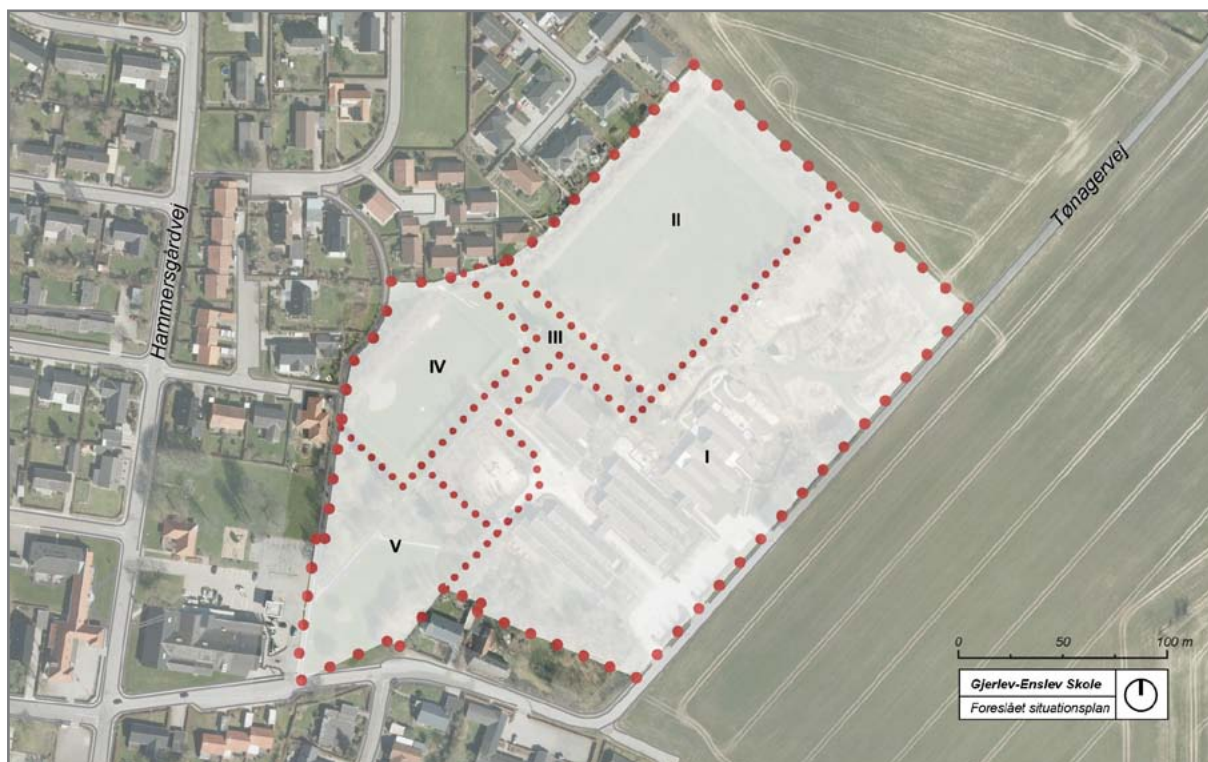 Hammersgårdvej
Tønagervej
II
III
IV
I
V
0 50 100 m
Gjerlev-Enslev Skole
Foreslået situationsplan